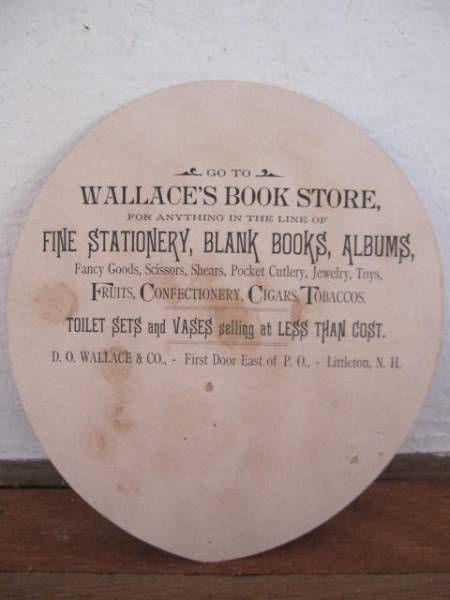 GO TO
WALLACE'S BOOK STORE,
FOR ANYTHING IN THE LINE OF
FINE STATIONERY, BLANK BOOKS, ALBUMS,
Fancy Goods, Scissors, Shears, Pocket Cutlery, Jewelry, Toys,
FRUITS, CONFECTIONERY, CIGARS, TOBACCOS.
TOILET SETS and VASES selling at LESS THAN COST.
D. O. WALLACE & CO., - First Door East of P. O., - Littleton, N. H.